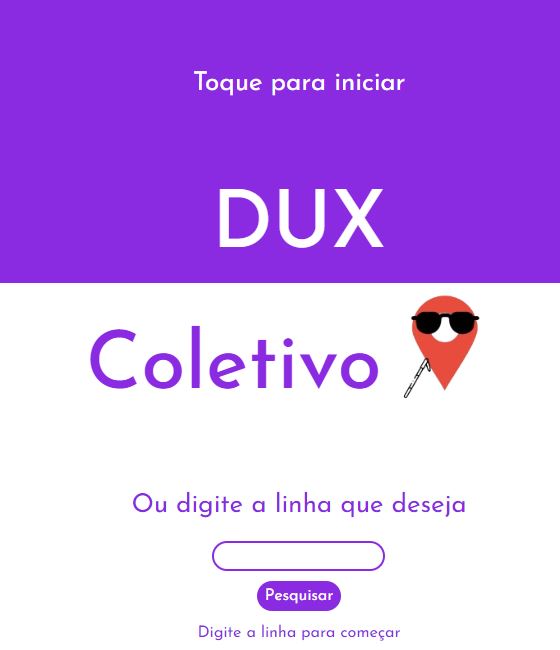 Toque para iniciar
DUX
Coletivo
Ou digite a linha que deseja
Pesquisar
Digite a linha para começar